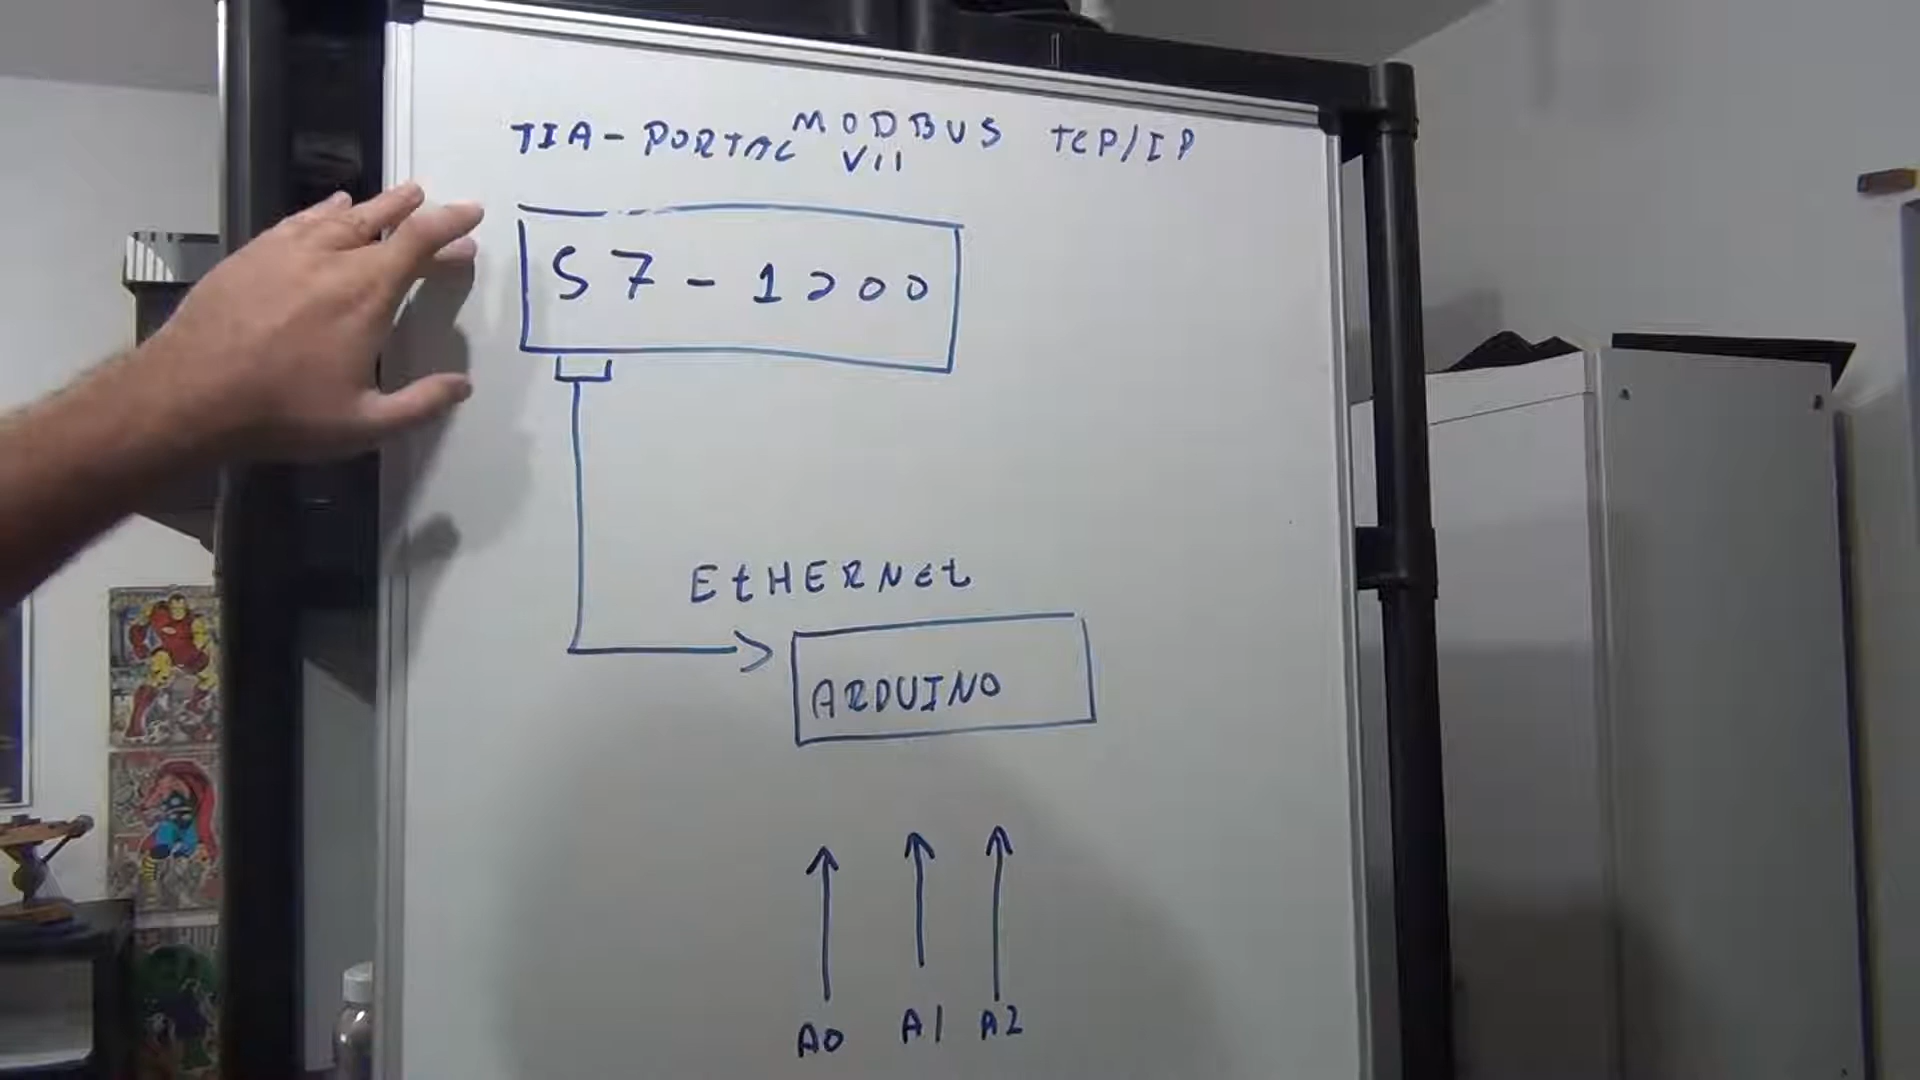 TIA-PORTAL MODBUS TCP/IP
V11
S7-1200
EtHERNEt
ARDUINO
A0 A1 A2